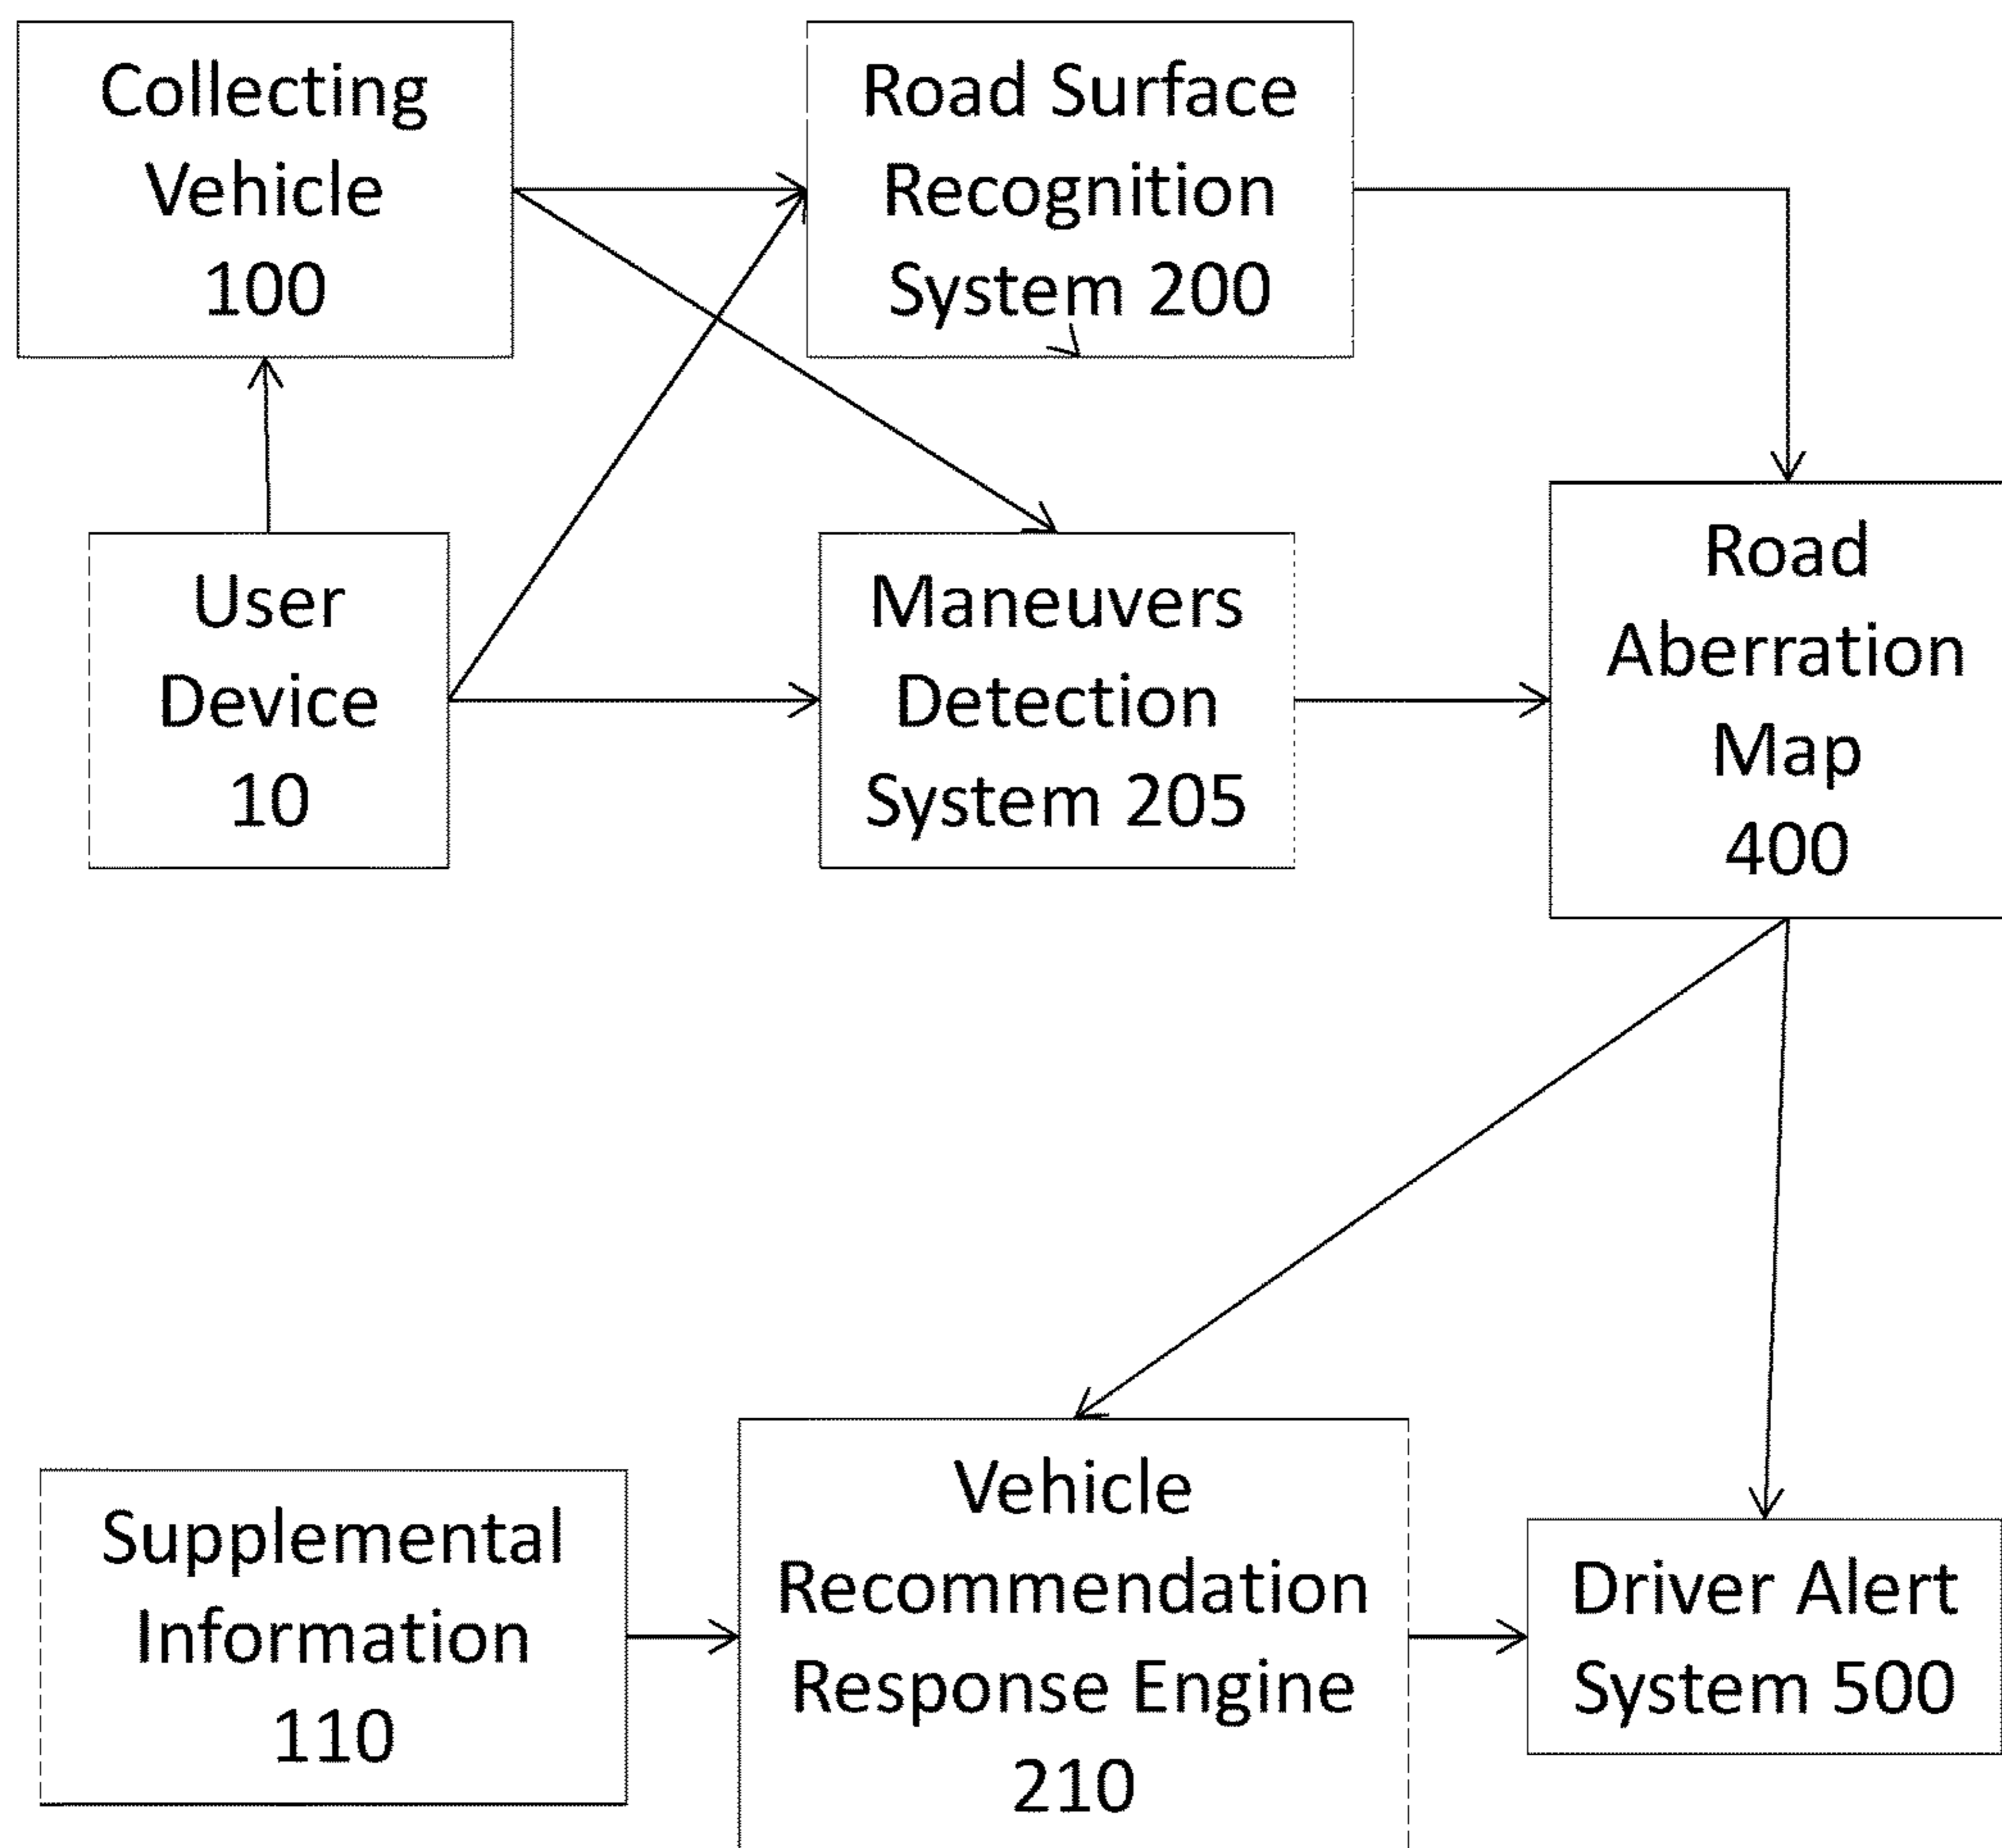 Collecting
Vehicle
100
Road Surface
Recognition
System 200
User
Device
10
Maneuvers
Detection
System 205
Road
Aberration
Map
400
Supplemental
Information
110
Vehicle
Recommendation
Response Engine
210
Driver Alert
System 500